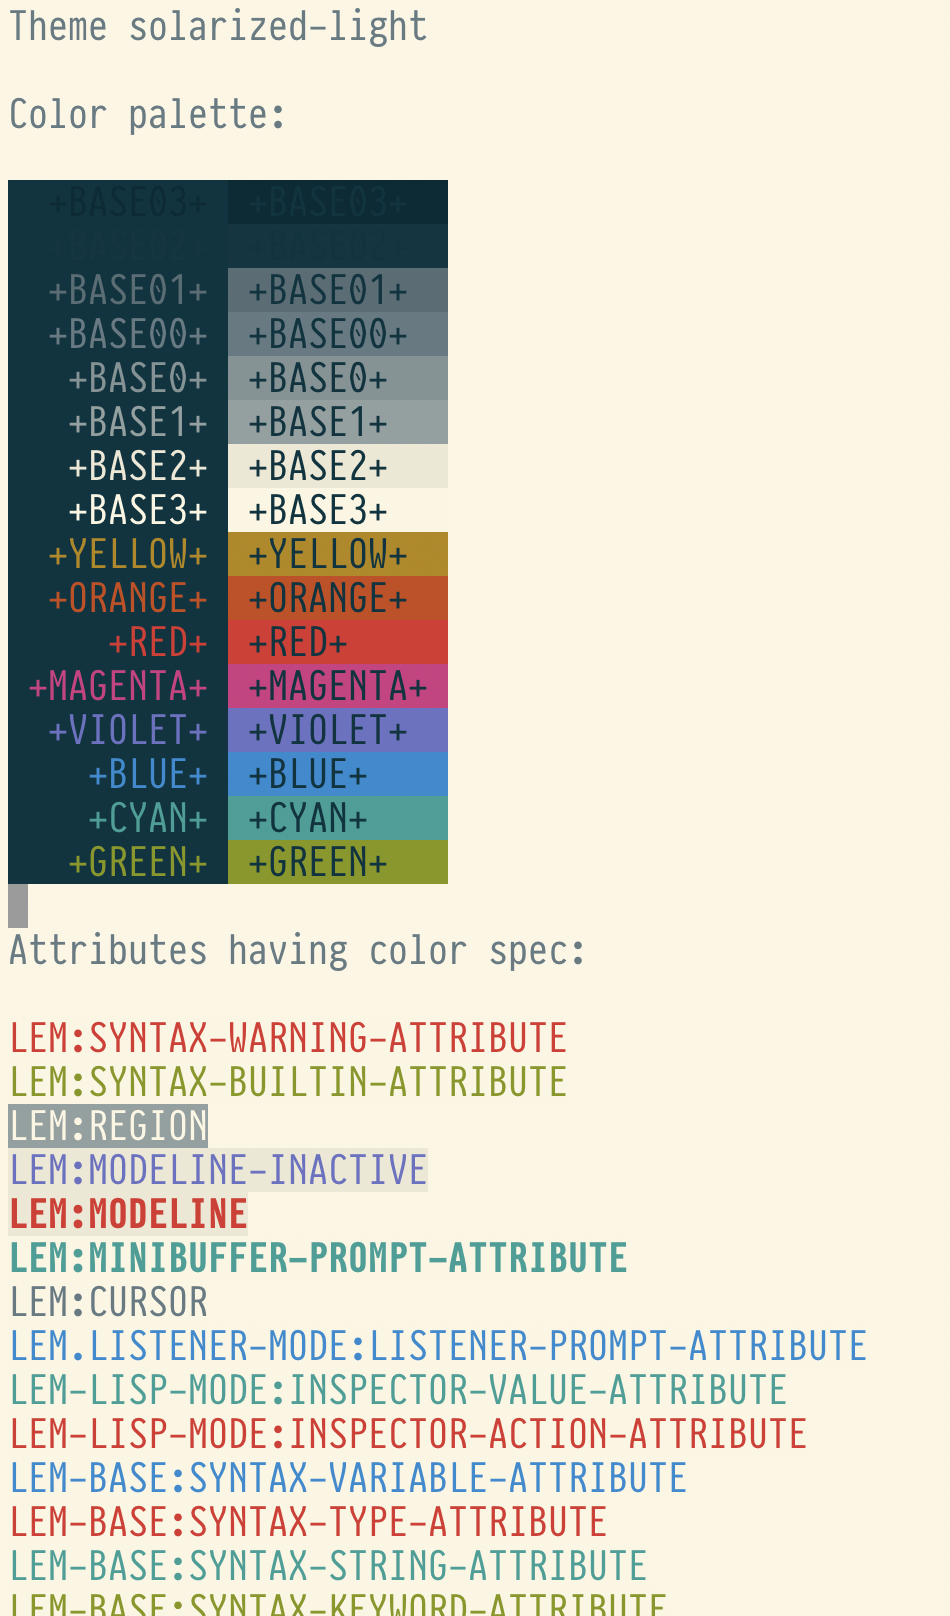 Theme solarized-light
Color palette:
+BASE03+ +BASE03+
+BASE02+ +BASE02+
+BASE01+ +BASE01+
+BASE00+ +BASE00+
+BASE0+ +BASE0+
+BASE1+ +BASE1+
+BASE2+ +BASE2+
+BASE3+ +BASE3+
+YELLOW+ +YELLOW+
+ORANGE+ +ORANGE+
+RED+ +RED+
+MAGENTA+ +MAGENTA+
+VIOLET+ +VIOLET+
+BLUE+ +BLUE+
+CYAN+ +CYAN+
+GREEN+ +GREEN+
Attributes having color spec:
LEM:SYNTAX-WARNING-ATTRIBUTE
LEM:SYNTAX-BUILTIN-ATTRIBUTE
LEM:REGION
LEM:MODELINE-INACTIVE
LEM:MODELINE
LEM:MINIBUFFER-PROMPT-ATTRIBUTE
LEM:CURSOR
LEM.LISTENER-MODE:LISTENER-PROMPT-ATTRIBUTE
LEM-LISP-MODE:INSPECTOR-VALUE-ATTRIBUTE
LEM-LISP-MODE:INSPECTOR-ACTION-ATTRIBUTE
LEM-BASE:SYNTAX-VARIABLE-ATTRIBUTE
LEM-BASE:SYNTAX-TYPE-ATTRIBUTE
LEM-BASE:SYNTAX-STRING-ATTRIBUTE
LEM-BASE:SYNTAX-KEYWORD-ATTRIBUTE